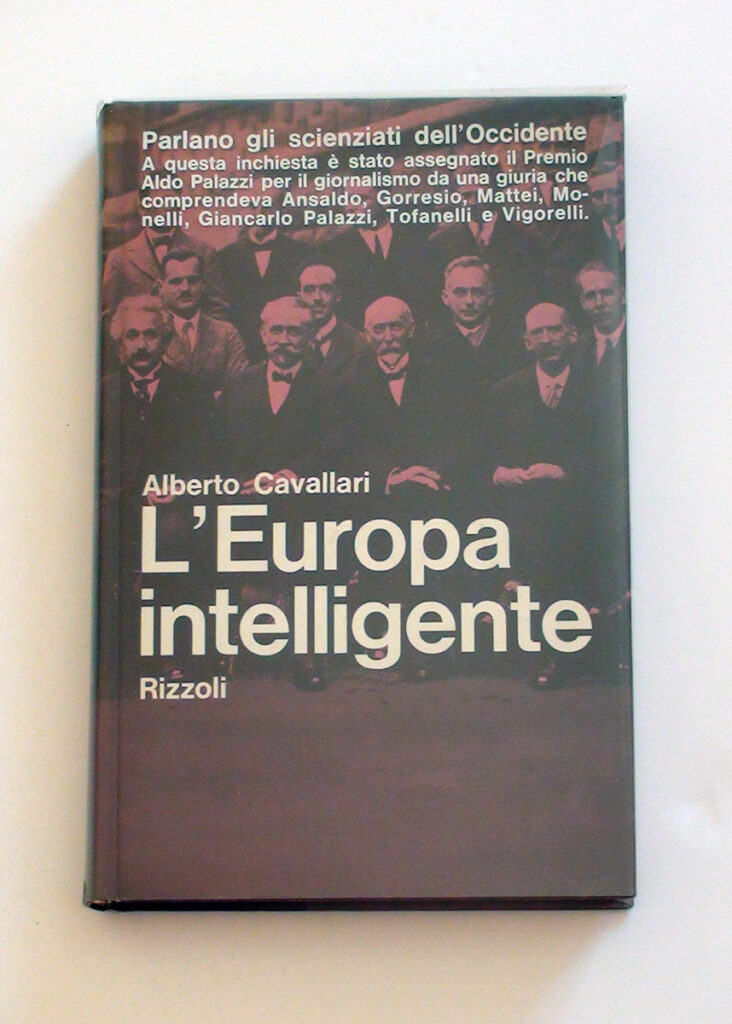 Parlano gli scienziati dell'Occidente
A questa inchiesta è stato assegnato il Premio
Aldo Palazzi per il giornalismo da una giuria che
comprendeva Ansaldo, Gorresio, Mattei, Mo-
nelli, Giancarlo Palazzi, Tofanelli e Vigorelli.
Alberto Cavallari
L'Europa
intelligente
Rizzoli